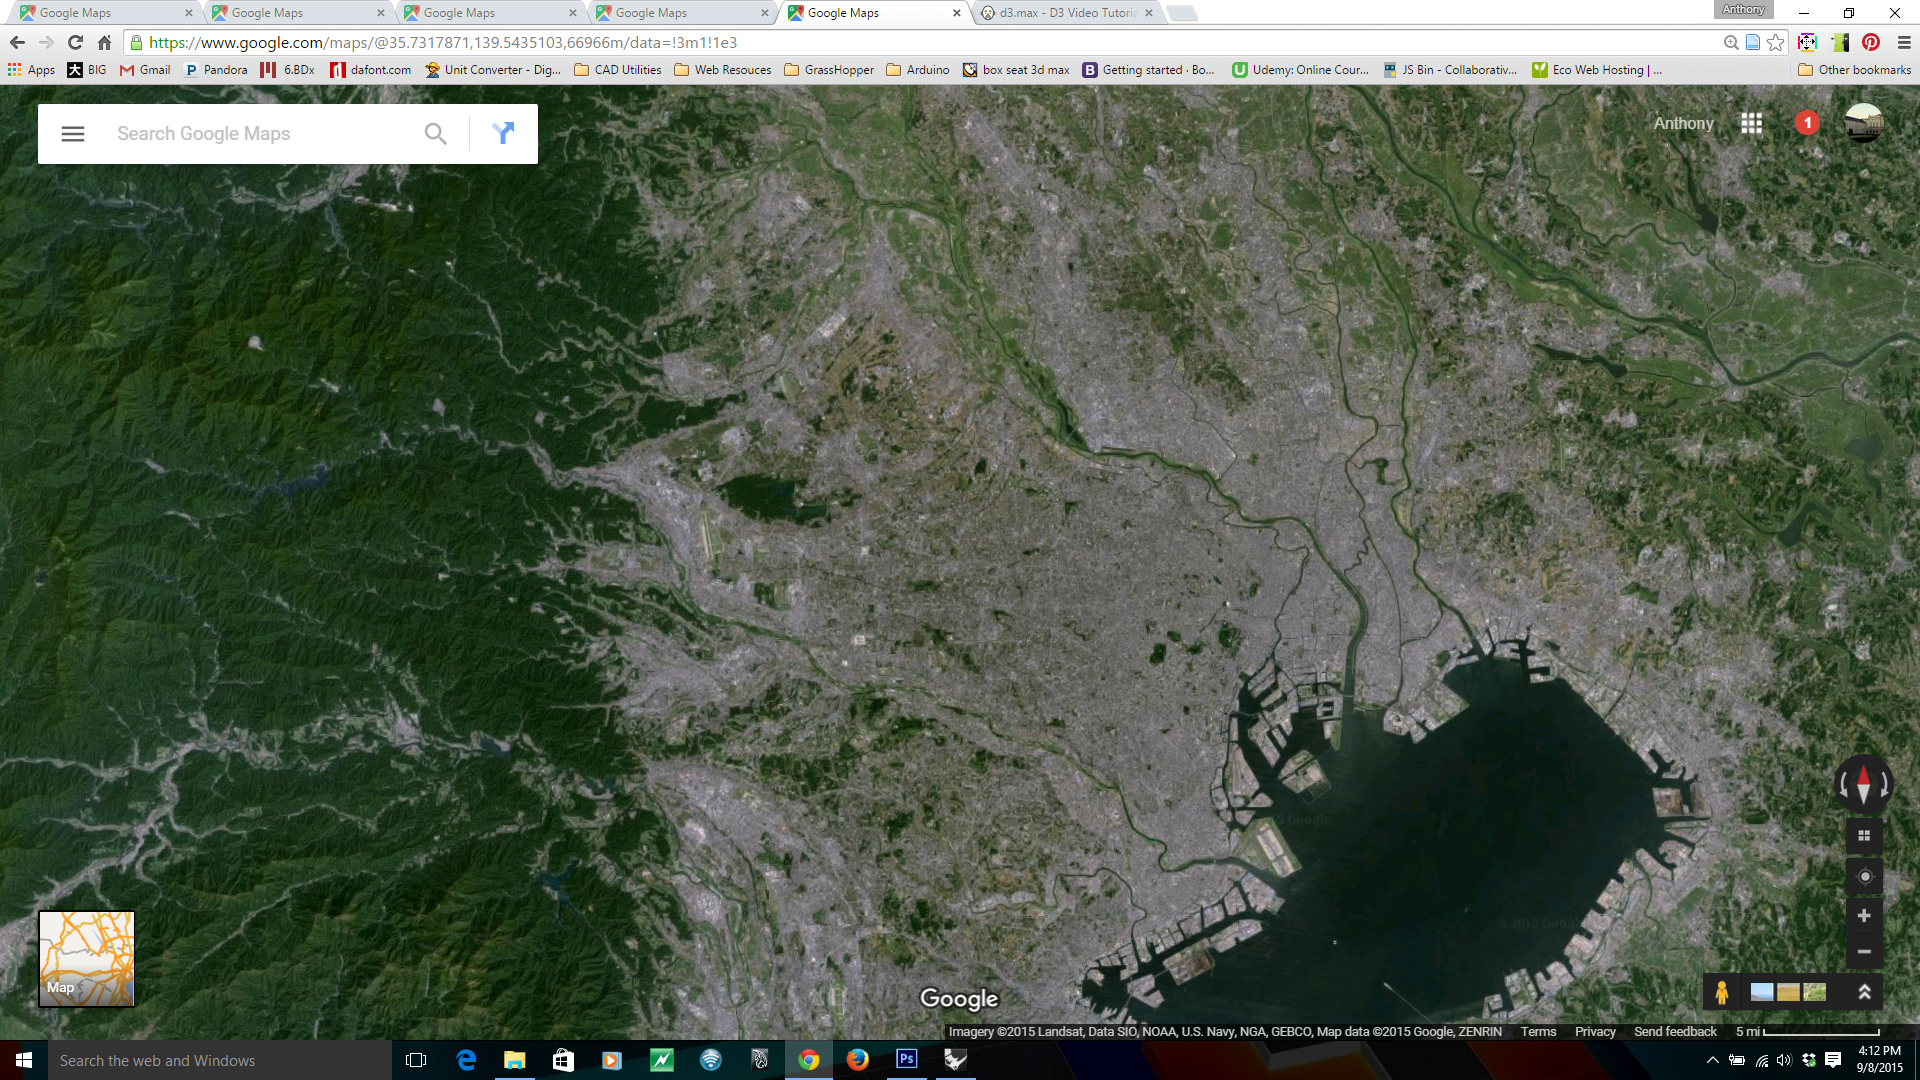 Google Maps
Google Maps
Google Maps
Google Maps
Google Maps
d3.max - D3 Video Tutoria
Anthony
https://www.google.com/maps/@35.7317871,139.5435103,66966m/data=!3m1!1e3
Apps
BIG
Gmail
Pandora
6.BDx
dafont.com
Unit Converter - Dig...
CAD Utilities
Web Resouces
GrassHopper
Arduino
box seat 3d max
Getting started · Bo...
Udemy: Online Cour...
JS Bin - Collaborativ...
Eco Web Hosting | ...
Other bookmarks
Search Google Maps
Anthony
1
Map
Google
Imagery ©2015 Landsat, Data SIO, NOAA, U.S. Navy, NGA, GEBCO, Map data ©2015 Google, ZENRIN
Terms
Privacy
Send feedback
5 mi
Search the web and Windows
Ps
4:12 PM
9/8/2015